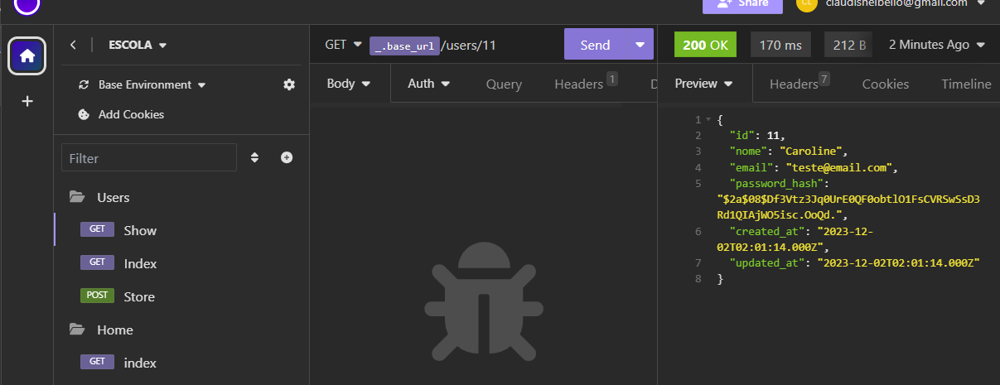 Share
CL
claudisneibello@gmail.com
ESCOLA
Base Environment
Add Cookies
Filter
Users
GET Show
GET Index
POST Store
Home
GET index
GET _.base_url/users/11 Send
Body Auth Query Headers 1 D
200 OK 170 ms 212 B 2 Minutes Ago
Preview Headers 7 Cookies Timeline
1 {
2 "id": 11,
3 "nome": "Caroline",
4 "email": "teste@email.com",
5 "password_hash":
"$2a$08$Df3Vtz3Jq0UrE0QF0obtlO1FsCVRSwSsD3
Rd1QIAjWO5isc.OoQd.",
6 "created_at": "2023-12-
02T02:01:14.000Z",
7 "updated_at": "2023-12-02T02:01:14.000Z"
8 }